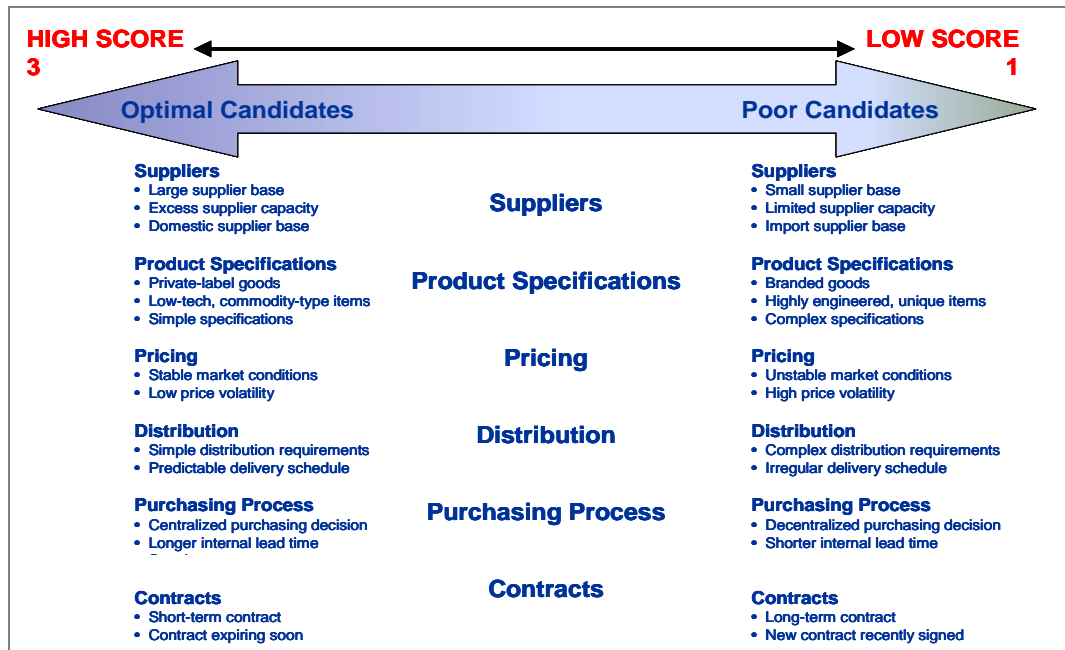 HIGH SCORE
3
LOW SCORE
1
Optimal Candidates
Poor Candidates
Suppliers
• Large supplier base
• Excess supplier capacity
• Domestic supplier base
Suppliers
Suppliers
• Small supplier base
• Limited supplier capacity
• Import supplier base
Product Specifications
• Private-label goods
• Low-tech, commodity-type items
• Simple specifications
Product Specifications
Product Specifications
• Branded goods
• Highly engineered, unique items
• Complex specifications
Pricing
• Stable market conditions
• Low price volatility
Pricing
Pricing
• Unstable market conditions
• High price volatility
Distribution
• Simple distribution requirements
• Predictable delivery schedule
Distribution
Distribution
• Complex distribution requirements
• Irregular delivery schedule
Purchasing Process
• Centralized purchasing decision
• Longer internal lead time
Purchasing Process
Purchasing Process
• Decentralized purchasing decision
• Shorter internal lead time
Contracts
• Short-term contract
• Contract expiring soon
Contracts
Contracts
• Long-term contract
• New contract recently signed